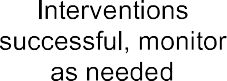 Interventions
successful, monitor
as needed